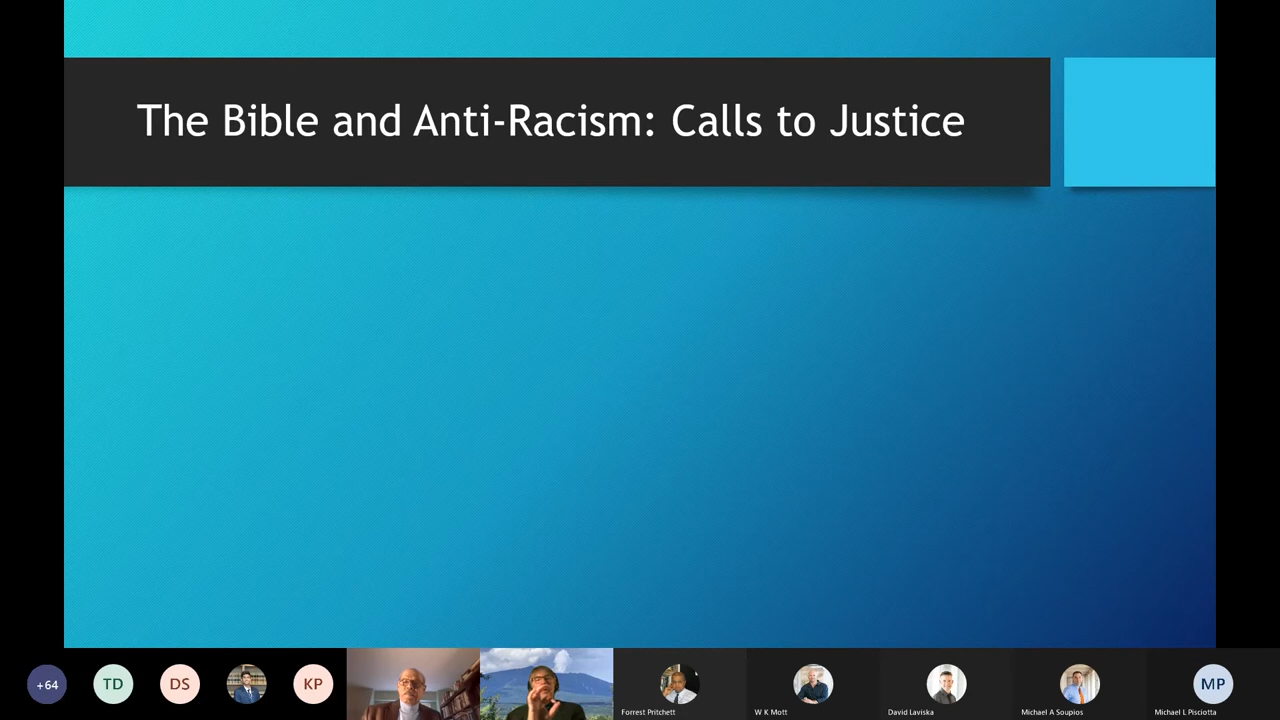 The Bible and Anti-Racism: Calls to Justice
+64
TD
DS
KP
Forrest Pritchett
W K Mott
David Laviska
Michael A Soupios
MP
Michael L Pisciotta